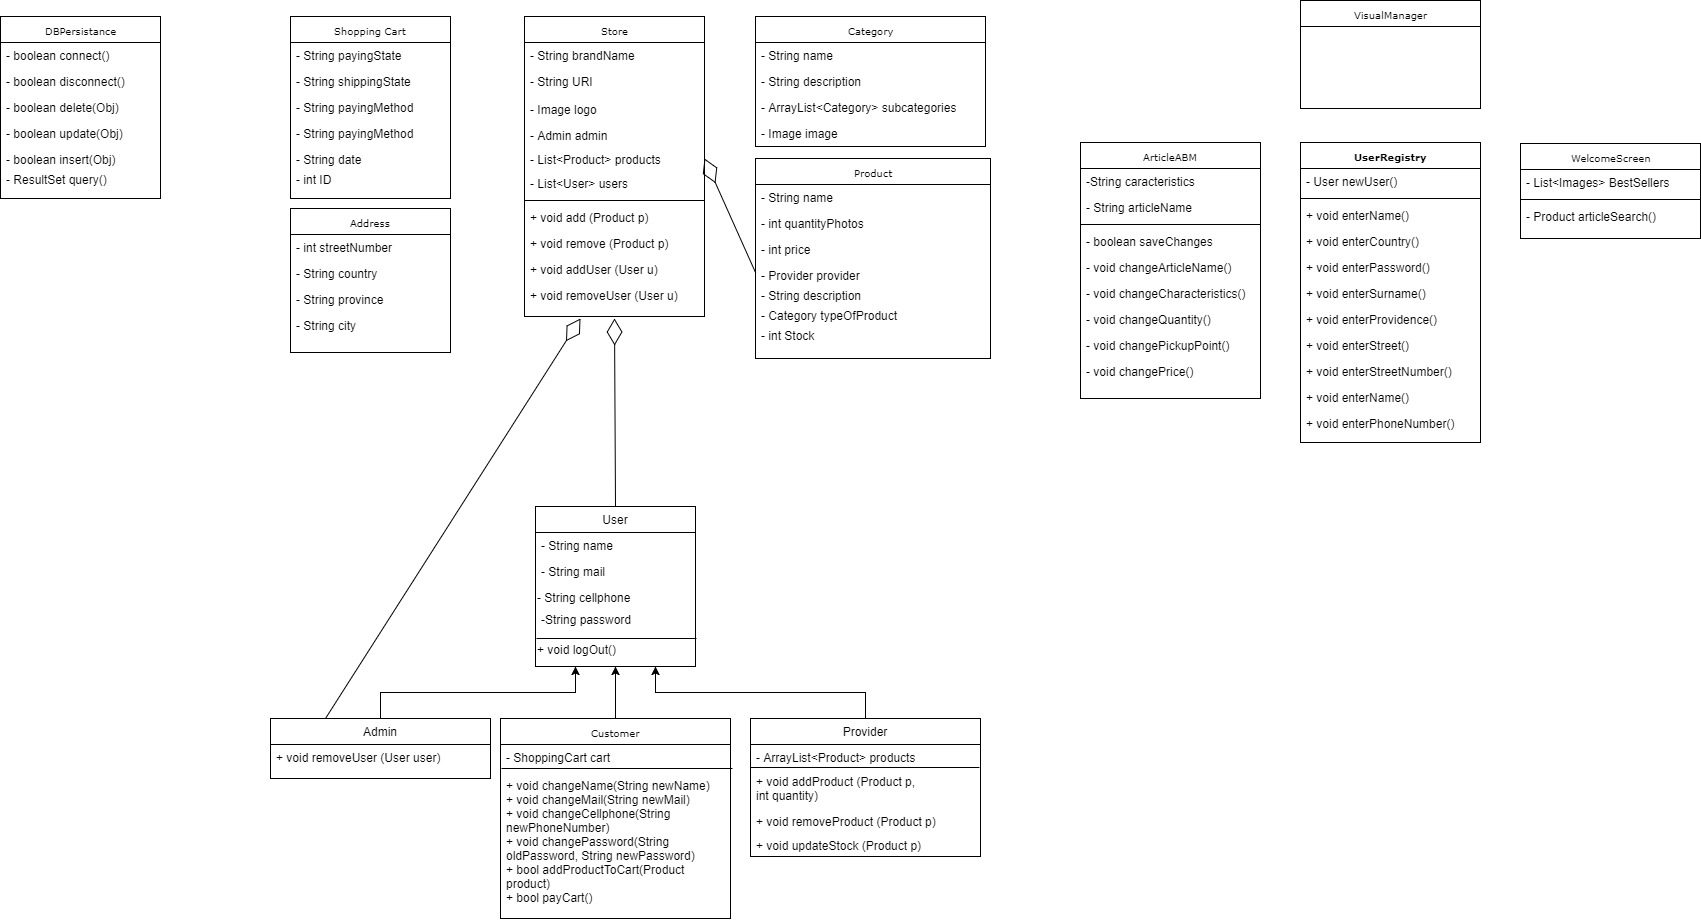 DBPersistance
- boolean connect()
- boolean disconnect()
- boolean delete(Obj)
- boolean update(Obj)
- boolean insert(Obj)
- ResultSet query()
Shopping Cart
- String payingState
- String shippingState
- String payingMethod
- String payingMethod
- String date
- int ID
Address
- int streetNumber
- String country
- String province
- String city
Store
- String brandName
- String URI
- Image logo
- Admin admin
- List<Product> products
- List<User> users
+ void add (Product p)
+ void remove (Product p)
+ void addUser (User u)
+ void removeUser (User u)
Category
- String name
- String description
- ArrayList<Category> subcategories
- Image image
Product
- String name
- int quantityPhotos
- int price
- Provider provider
- String description
- Category typeOfProduct
- int Stock
VisualManager
ArticleABM
-String caracteristics
- String articleName
- boolean saveChanges
- void changeArticleName()
- void changeCharacteristics()
- void changeQuantity()
- void changePickupPoint()
- void changePrice()
UserRegistry
- User newUser()
+ void enterName()
+ void enterCountry()
+ void enterPassword()
+ void enterSurname()
+ void enterProvidence()
+ void enterStreet()
+ void enterStreetNumber()
+ void enterName()
+ void enterPhoneNumber()
WelcomeScreen
- List<Images> BestSellers
- Product articleSearch()
User
- String name
- String mail
- String cellphone
-String password
+ void logOut()
Admin
+ void removeUser (User user)
Customer
- ShoppingCart cart
+ void changeName(String newName)
+ void changeMail(String newMail)
+ void changeCellphone(String
newPhoneNumber)
+ void changePassword(String
oldPassword, String newPassword)
+ bool addProductToCart(Product
product)
+ bool payCart()
Provider
- ArrayList<Product> products
+ void addProduct (Product p,
int quantity)
+ void removeProduct (Product p)
+ void updateStock (Product p)